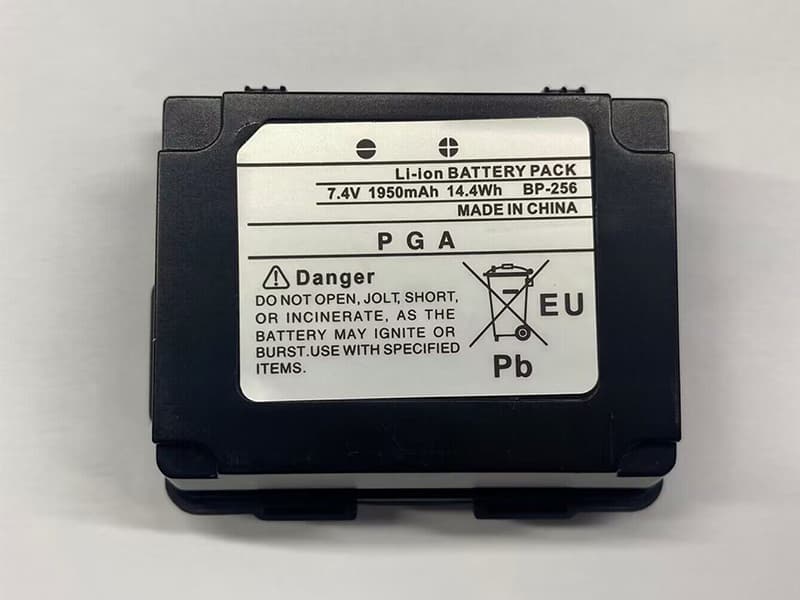 Li-ion BATTERY PACK
7.4V 1950mAh 14.4Wh BP-256
MADE IN CHINA
PGA
Danger
DO NOT OPEN, JOLT, SHORT,
OR INCINERATE, AS THE
BATTERY MAY IGNITE OR
BURST.USE WITH SPECIFIED
ITEMS.
EU
Pb